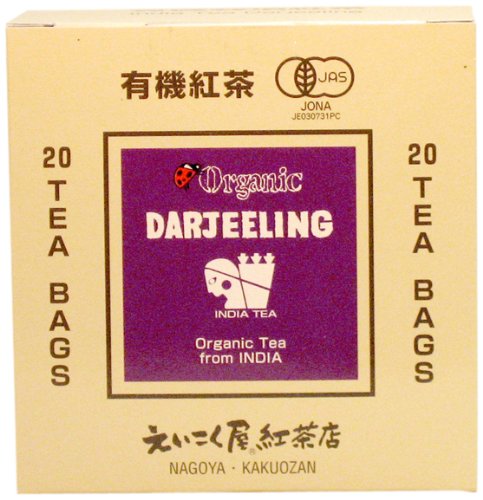 有機紅茶
JAS
JONA
JE030731PC
20 TEA BAGS
Organic
DARJEELING
INDIA TEA
Organic Tea
from INDIA
20 TEA BAGS
えいこく屋®紅茶店
NAGOYA・KAKUOZAN